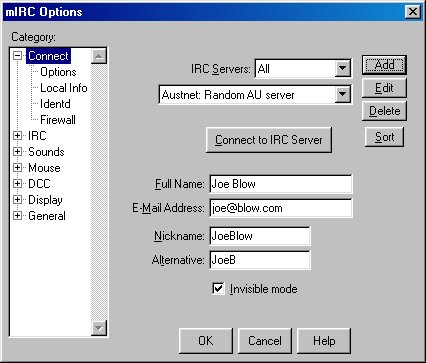 mIRC Options
Category:
Connect
Options
Local Info
Identd
Firewall
IRC
Sounds
Mouse
DCC
Display
General
IRC Servers: All
Austnet: Random AU server
Add
Edit
Delete
Sort
Connect to IRC Server
Full Name: Joe Blow
E-Mail Address: joe@blow.com
Nickname: JoeBlow
Alternative: JoeB
Invisible mode
OK Cancel Help